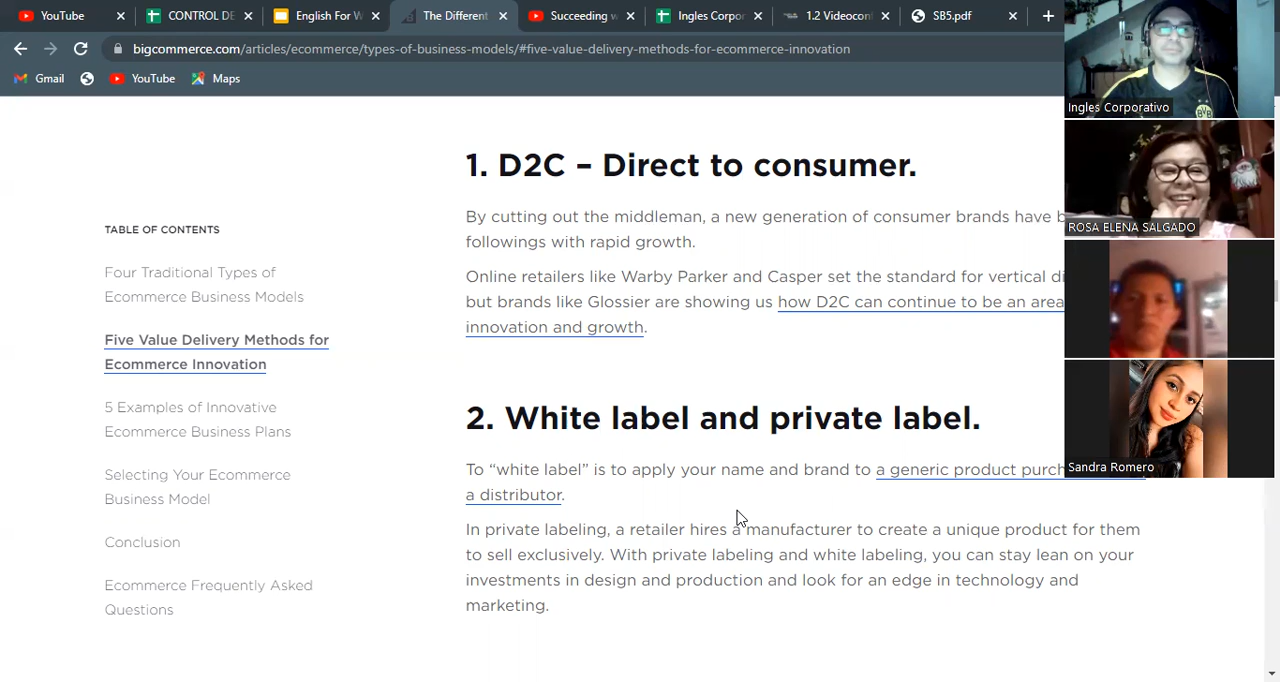 YouTube
CONTROL DE
English For W
The Different
Succeeding w
Ingles Corpor
1.2 Videocon
SB5.pdf
bigcommerce.com/articles/ecommerce/types-of-business-models/#five-value-delivery-methods-for-ecommerce-innovation
Gmail
YouTube
Maps
TABLE OF CONTENTS
Four Traditional Types of
Ecommerce Business Models
Five Value Delivery Methods for
Ecommerce Innovation
5 Examples of Innovative
Ecommerce Business Plans
Selecting Your Ecommerce
Business Model
Conclusion
Ecommerce Frequently Asked
Questions
1. D2C – Direct to consumer.
By cutting out the middleman, a new generation of consumer brands have b
followings with rapid growth.
Online retailers like Warby Parker and Casper set the standard for vertical di
but brands like Glossier are showing us how D2C can continue to be an area
innovation and growth.
2. White label and private label.
To “white label” is to apply your name and brand to a generic product purch
a distributor.
In private labeling, a retailer hires a manufacturer to create a unique product for them
to sell exclusively. With private labeling and white labeling, you can stay lean on your
investments in design and production and look for an edge in technology and
marketing.
Ingles Corporativo
BVB
ROSA ELENA SALGADO
Sandra Romero